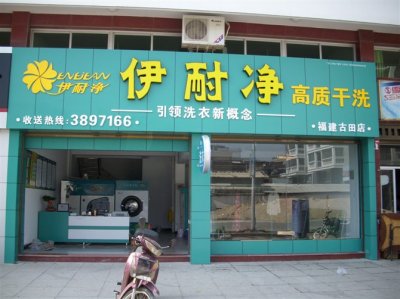 ENEJEAN
伊耐净
伊耐净
高质干洗
引领洗衣新概念
·收送热线:3897166·
·福建古田店·